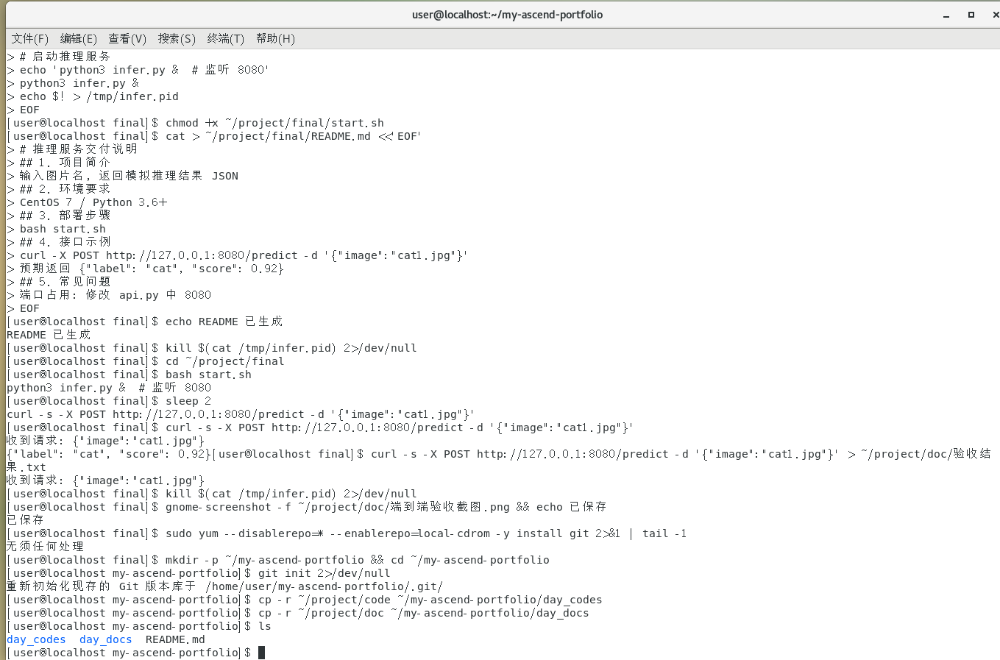 user@localhost:~/my-ascend-portfolio
文件(F) 编辑(E) 查看(V) 搜索(S) 终端(T) 帮助(H)
> # 启动推理服务
> echo 'python3 infer.py &  # 监听 8080'
> python3 infer.py &
> echo $! > /tmp/infer.pid
> EOF
[user@localhost final]$ chmod +x ~/project/final/start.sh
[user@localhost final]$ cat > ~/project/final/README.md <<'EOF'
> # 推理服务交付说明
> ## 1. 项目简介
> 输入图片名，返回模拟推理结果 JSON
> ## 2. 环境要求
> CentOS 7 / Python 3.6+
> ## 3. 部署步骤
> bash start.sh
> ## 4. 接口示例
> curl -X POST http://127.0.0.1:8080/predict -d '{"image":"cat1.jpg"}'
> 预期返回 {"label": "cat", "score": 0.92}
> ## 5. 常见问题
> 端口占用: 修改 api.py 中 8080
> EOF
[user@localhost final]$ echo README 已生成
README 已生成
[user@localhost final]$ kill $(cat /tmp/infer.pid) 2>/dev/null
[user@localhost final]$ cd ~/project/final
[user@localhost final]$ bash start.sh
python3 infer.py &  # 监听 8080
[user@localhost final]$ sleep 2
curl -s -X POST http://127.0.0.1:8080/predict -d '{"image":"cat1.jpg"}'
[user@localhost final]$ curl -s -X POST http://127.0.0.1:8080/predict -d '{"image":"cat1.jpg"}'
收到请求: {"image":"cat1.jpg"}
{"label": "cat", "score": 0.92}[user@localhost final]$ curl -s -X POST http://127.0.0.1:8080/predict -d '{"image":"cat1.jpg"}' > ~/project/doc/验收结
果.txt
收到请求: {"image":"cat1.jpg"}
[user@localhost final]$ kill $(cat /tmp/infer.pid) 2>/dev/null
[user@localhost final]$ gnome-screenshot -f ~/project/doc/端到端验收截图.png && echo 已保存
已保存
[user@localhost final]$ sudo yum --disablerepo=* --enablerepo=local-cdrom -y install git 2>&1 | tail -1
无须任何处理
[user@localhost final]$ mkdir -p ~/my-ascend-portfolio && cd ~/my-ascend-portfolio
[user@localhost my-ascend-portfolio]$ git init 2>/dev/null
重新初始化现存的 Git 版本库于 /home/user/my-ascend-portfolio/.git/
[user@localhost my-ascend-portfolio]$ cp -r ~/project/code ~/my-ascend-portfolio/day_codes
[user@localhost my-ascend-portfolio]$ cp -r ~/project/doc ~/my-ascend-portfolio/day_docs
[user@localhost my-ascend-portfolio]$ ls
day_codes  day_docs  README.md
[user@localhost my-ascend-portfolio]$